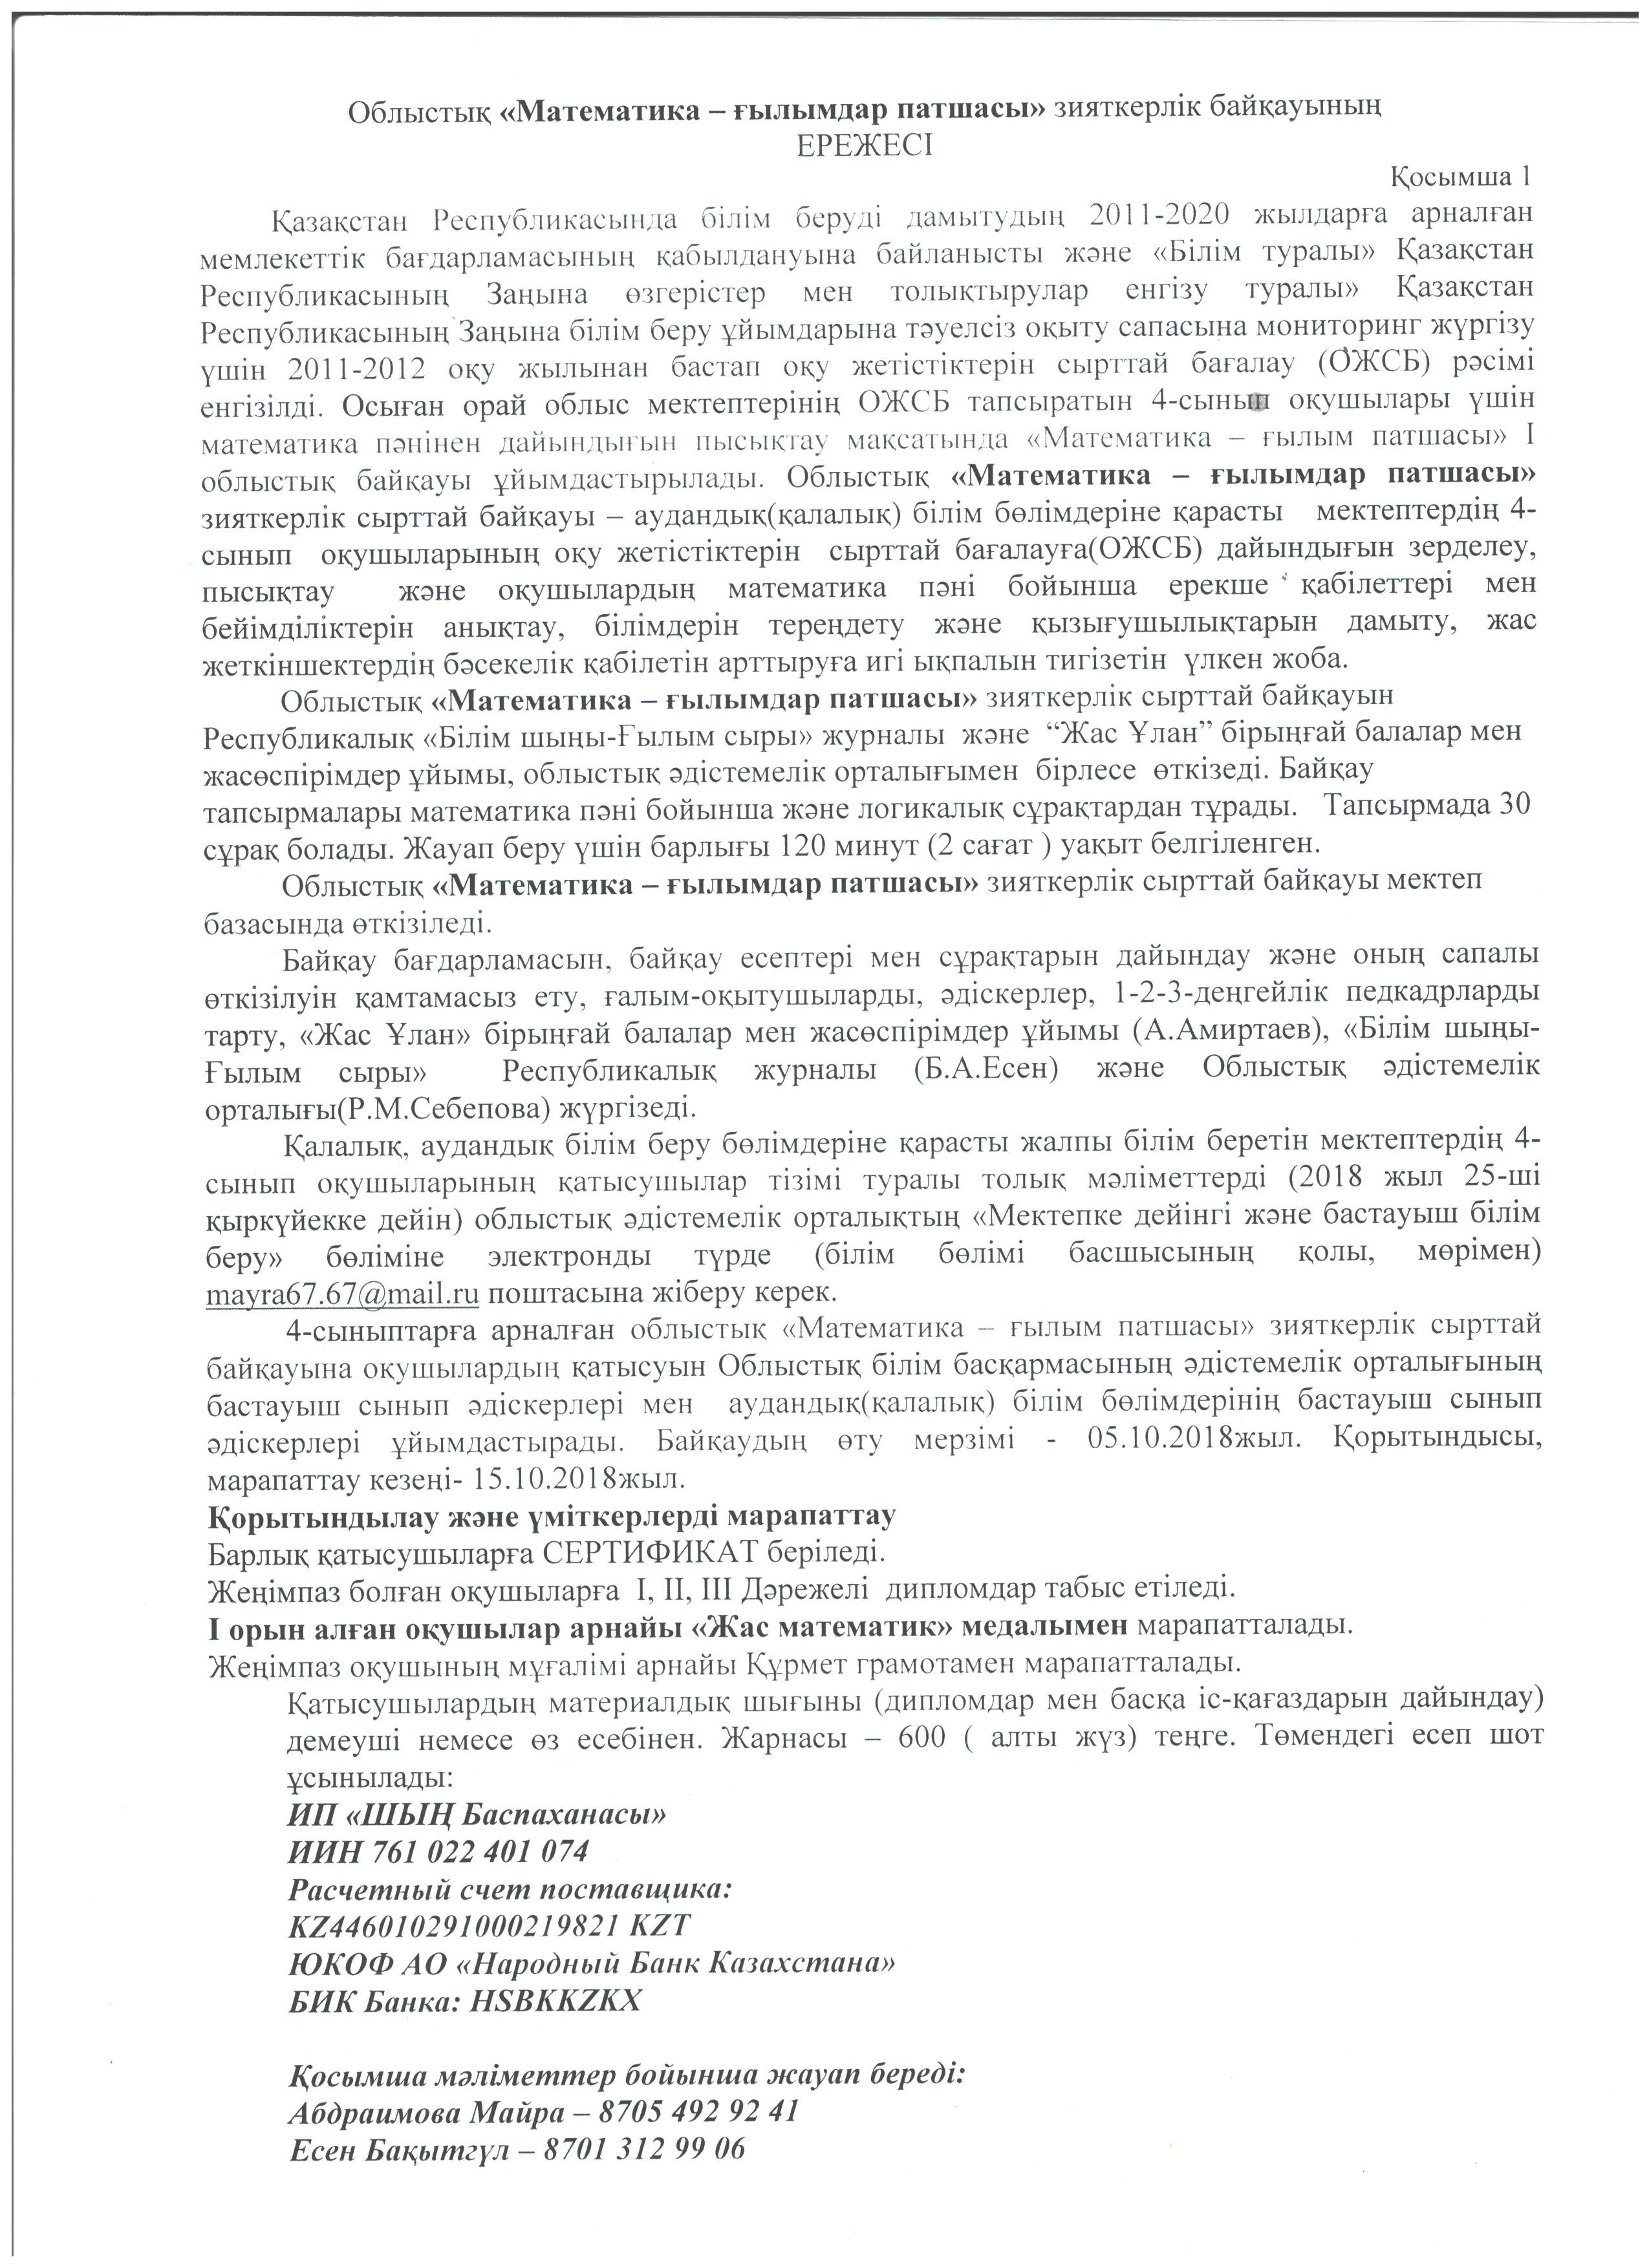 Облыстық «Математика – ғылымдар патшасы» зияткерлік байқауының
ЕРЕЖЕСІ
Қосымша 1
Қазақстан Республикасында білім беруді дамытудың 2011-2020 жылдарға арналған
мемлекеттік бағдарламасының қабылдануына байланысты және «Білім туралы» Қазақстан
Республикасының Заңына өзгерістер мен толықтырулар енгізу туралы» Қазақстан
Республикасының Заңына білім беру ұйымдарына тәуелсіз оқыту сапасына мониторинг жүргізу
үшін 2011-2012 оқу жылынан бастап оқу жетістіктерін сырттай бағалау (ОЖСБ) рәсімі
енгізілді. Осыған орай облыс мектептерінің ОЖСБ тапсыратын 4-сынып оқушылары үшін
математика пәнінен дайындығын пысықтау мақсатында «Математика – ғылым патшасы» І
облыстық байқауы ұйымдастырылады. Облыстық «Математика – ғылымдар патшасы»
зияткерлік сырттай байқауы – аудандық(қалалық) білім бөлімдеріне қарасты мектептердің 4-
сынып оқушыларының оқу жетістіктерін сырттай бағалауға(ОЖСБ) дайындығын зерделеу,
пысықтау және оқушылардың математика пәні бойынша ерекше қабілеттері мен
бейімділіктерін анықтау, білімдерін тереңдету және қызығушылықтарын дамыту, жас
жеткіншектердің бәсекелік қабілетін арттыруға игі ықпалын тигізетін үлкен жоба.
Облыстық «Математика – ғылымдар патшасы» зияткерлік сырттай байқауын
Республикалық «Білім шыңы-Ғылым сыры» журналы және “Жас Ұлан” бірыңғай балалар мен
жасөспірімдер ұйымы, облыстық әдістемелік орталығымен бірлесе өткізеді. Байқау
тапсырмалары математика пәні бойынша және логикалық сұрақтардан тұрады. Тапсырмада 30
сұрақ болады. Жауап беру үшін барлығы 120 минут (2 сағат ) уақыт белгіленген.
Облыстық «Математика – ғылымдар патшасы» зияткерлік сырттай байқауы мектеп
базасында өткізіледі.
Байқау бағдарламасын, байқау есептері мен сұрақтарын дайындау және оның сапалы
өткізілуін қамтамасыз ету, ғалым-оқытушыларды, әдіскерлер, 1-2-3-деңгейлік педкадрларды
тарту, «Жас Ұлан» бірыңғай балалар мен жасөспірімдер ұйымы (А.Амиртаев), «Білім шыңы-
Ғылым сыры» Республикалық журналы (Б.А.Есен) және Облыстық әдістемелік
орталығы(Р.М.Себепова) жүргізеді.
Қалалық, аудандық білім беру бөлімдеріне қарасты жалпы білім беретін мектептердің 4-
сынып оқушыларының қатысушылар тізімі туралы толық мәліметтерді (2018 жыл 25-ші
қыркүйекке дейін) облыстық әдістемелік орталықтың «Мектепке дейінгі және бастауыш білім
беру» бөліміне электронды түрде (білім бөлімі басшысының қолы, мөрімен)
mayra67.67@mail.ru поштасына жіберу керек.
4-сыныптарға арналған облыстық «Математика – ғылым патшасы» зияткерлік сырттай
байқауына оқушылардың қатысуын Облыстық білім басқармасының әдістемелік орталығының
бастауыш сынып әдіскерлері мен аудандық(қалалық) білім бөлімдерінің бастауыш сынып
әдіскерлері ұйымдастырады. Байқаудың өту мерзімі - 05.10.2018жыл. Қорытындысы,
марапаттау кезеңі- 15.10.2018жыл.
Қорытындылау және үміткерлерді марапаттау
Барлық қатысушыларға СЕРТИФИКАТ беріледі.
Жеңімпаз болған оқушыларға І, ІІ, ІІІ Дәрежелі дипломдар табыс етіледі.
І орын алған оқушылар арнайы «Жас математик» медалымен марапатталады.
Жеңімпаз оқушының мұғалімі арнайы Құрмет грамотамен марапатталады.
Қатысушылардың материалдық шығыны (дипломдар мен басқа іс-қағаздарын дайындау)
демеуші немесе өз есебінен. Жарнасы – 600 ( алты жүз) теңге. Төмендегі есеп шот
ұсынылады:
ИП «ШЫҢ Баспаханасы»
ИИН 761 022 401 074
Расчетный счет поставщика:
KZ446010291000219821 KZT
ЮКОФ АО «Народный Банк Казахстана»
БИК Банка: HSBKKZKX
Қосымша мәліметтер бойынша жауап береді:
Абдраимова Майра – 8705 492 92 41
Есен Бақытгүл – 8701 312 99 06